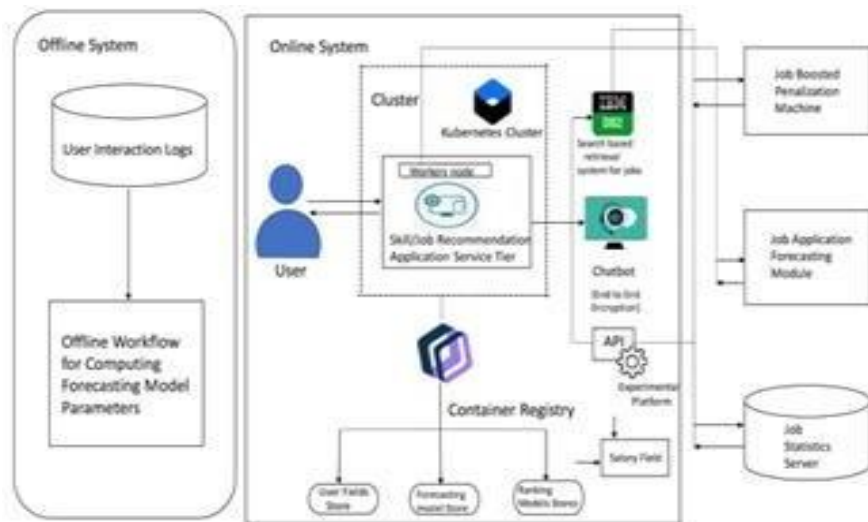 Offline System
User Interaction Logs
Offline Workflow
for Computing
Forecasting Model
Parameters
Online System
Cluster
Kubernetes Cluster
Workers node
Skill/Job Recommendation
Application Service Tier
User
IBM
DB2
Search based
retrieval
system for jobs
Chatbot
(End to End
Encryption)
API
Experimental
Platform
Container Registry
User Fields
Store
Forecasting
model Store
Ranking
Models Stores
Salary Field
Job Boosted
Penalization
Machine
Job Application
Forecasting
Module
Job
Statistics
Server